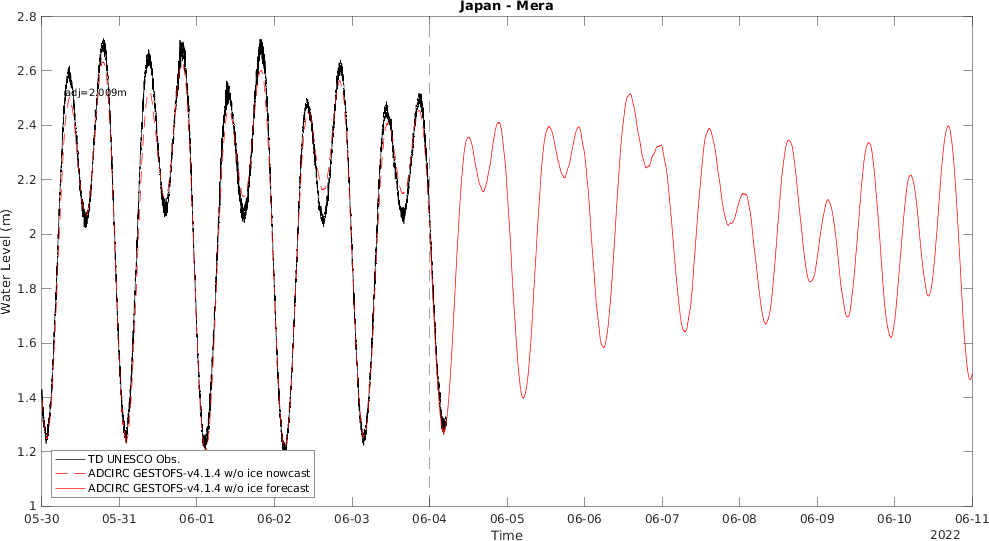 Japan - Mera
2.8
2.6
2.4
2.2
2
1.8
1.6
1.4
1.2
1
Water Level (m)
adj=2.009m
TD UNESCO Obs.
ADCIRC GESTOFS-v4.1.4 w/o ice nowcast
ADCIRC GESTOFS-v4.1.4 w/o ice forecast
05-30 05-31 06-01 06-02 06-03 06-04 06-05 06-06 06-07 06-08 06-09 06-10 06-11
Time
2022